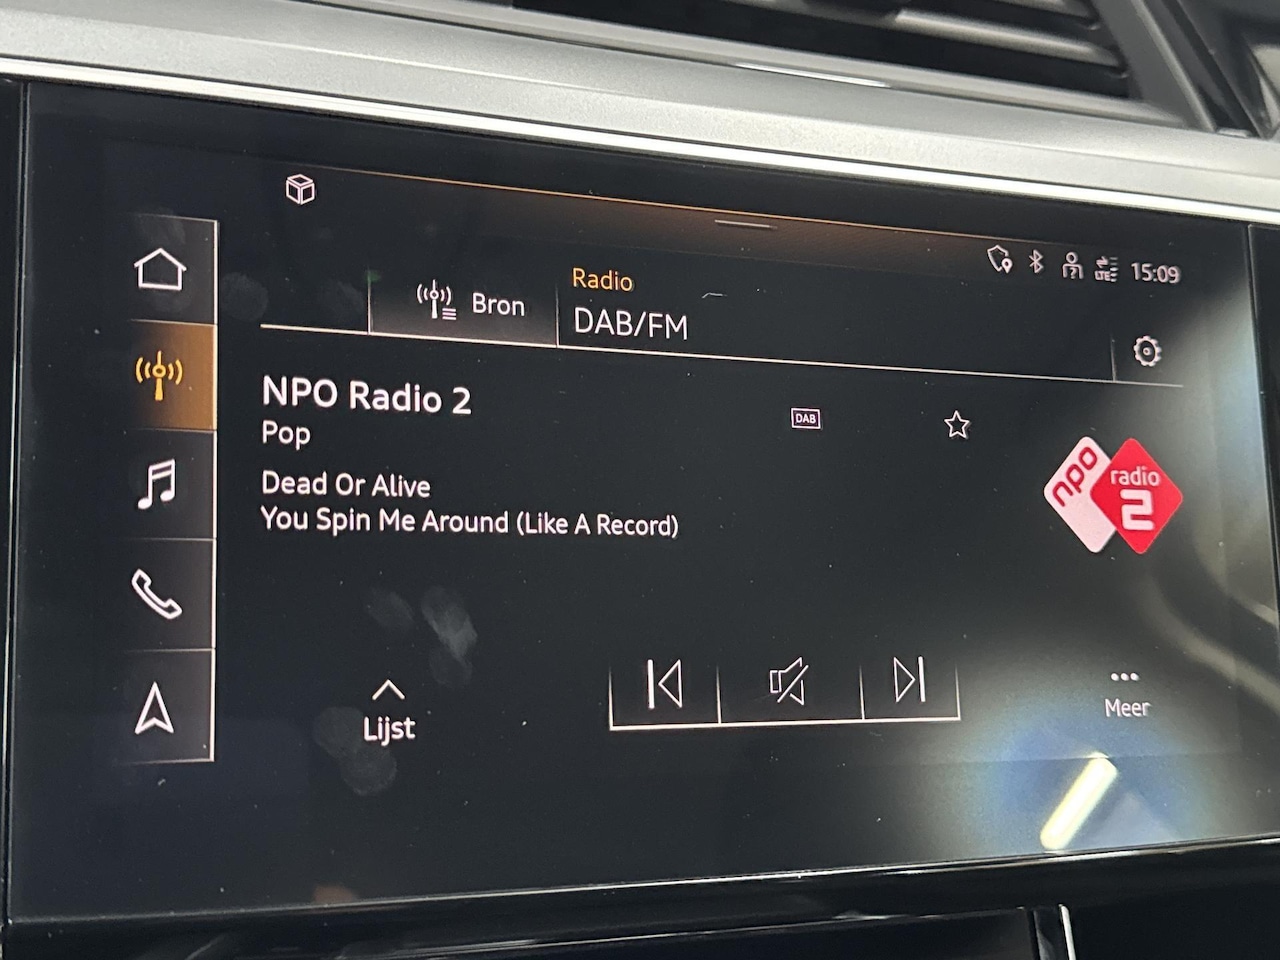 LTE 15:09
Bron
Radio
DAB/FM
NPO Radio 2
DAB
Pop
Dead Or Alive
You Spin Me Around (Like A Record)
npo radio 2
Lijst
Meer